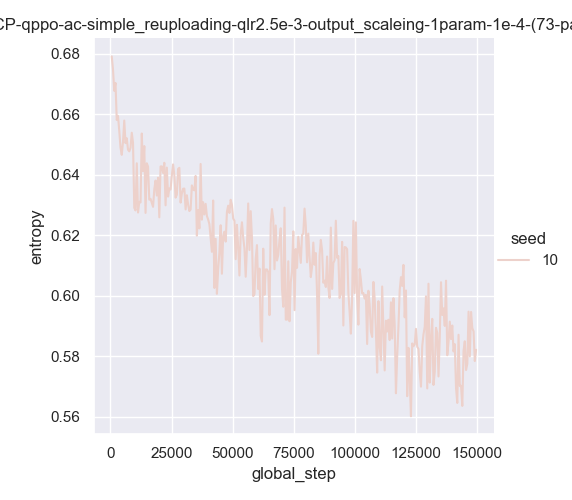 CP-qppo-ac-simple_reuploading-qlr2.5e-3-output_scaleing-1param-1e-4-(73-pa
0.68
0.66
0.64
0.62
0.60
0.58
0.56
entropy
0 25000 50000 75000 100000 125000 150000
global_step
seed
10